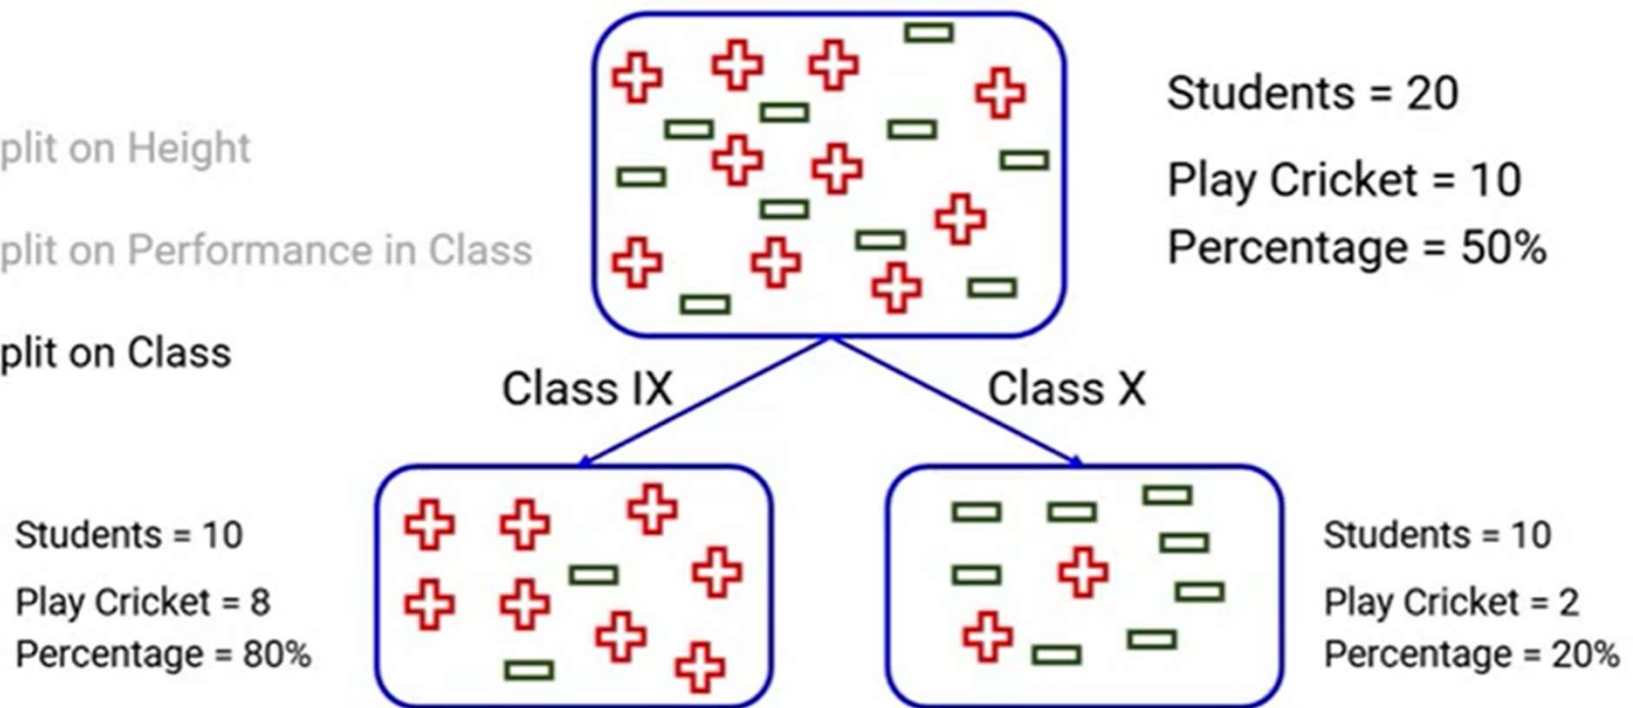 plit on Height
plit on Performance in Class
plit on Class
Students = 20
Play Cricket = 10
Percentage = 50%
Class IX
Class X
Students = 10
Play Cricket = 8
Percentage = 80%
Students = 10
Play Cricket = 2
Percentage = 20%